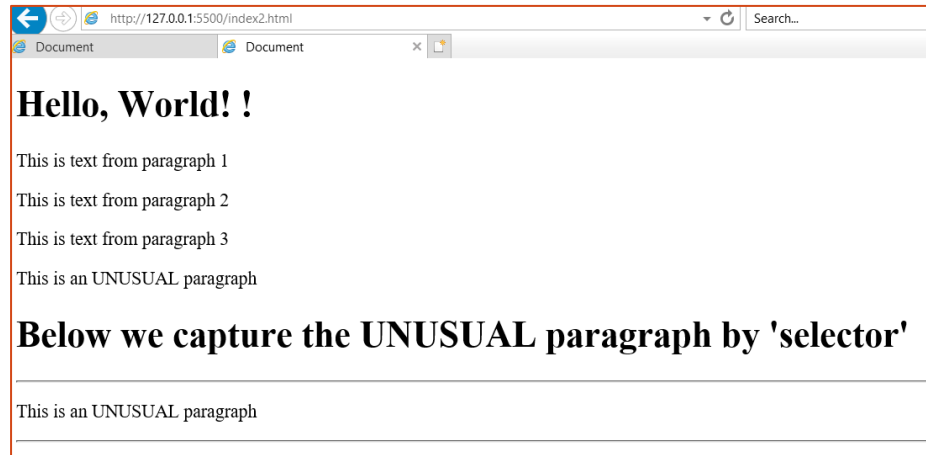 http://127.0.0.1:5500/index2.html
Search...
Document
Document
Hello, World! !
This is text from paragraph 1
This is text from paragraph 2
This is text from paragraph 3
This is an UNUSUAL paragraph
Below we capture the UNUSUAL paragraph by 'selector'
This is an UNUSUAL paragraph